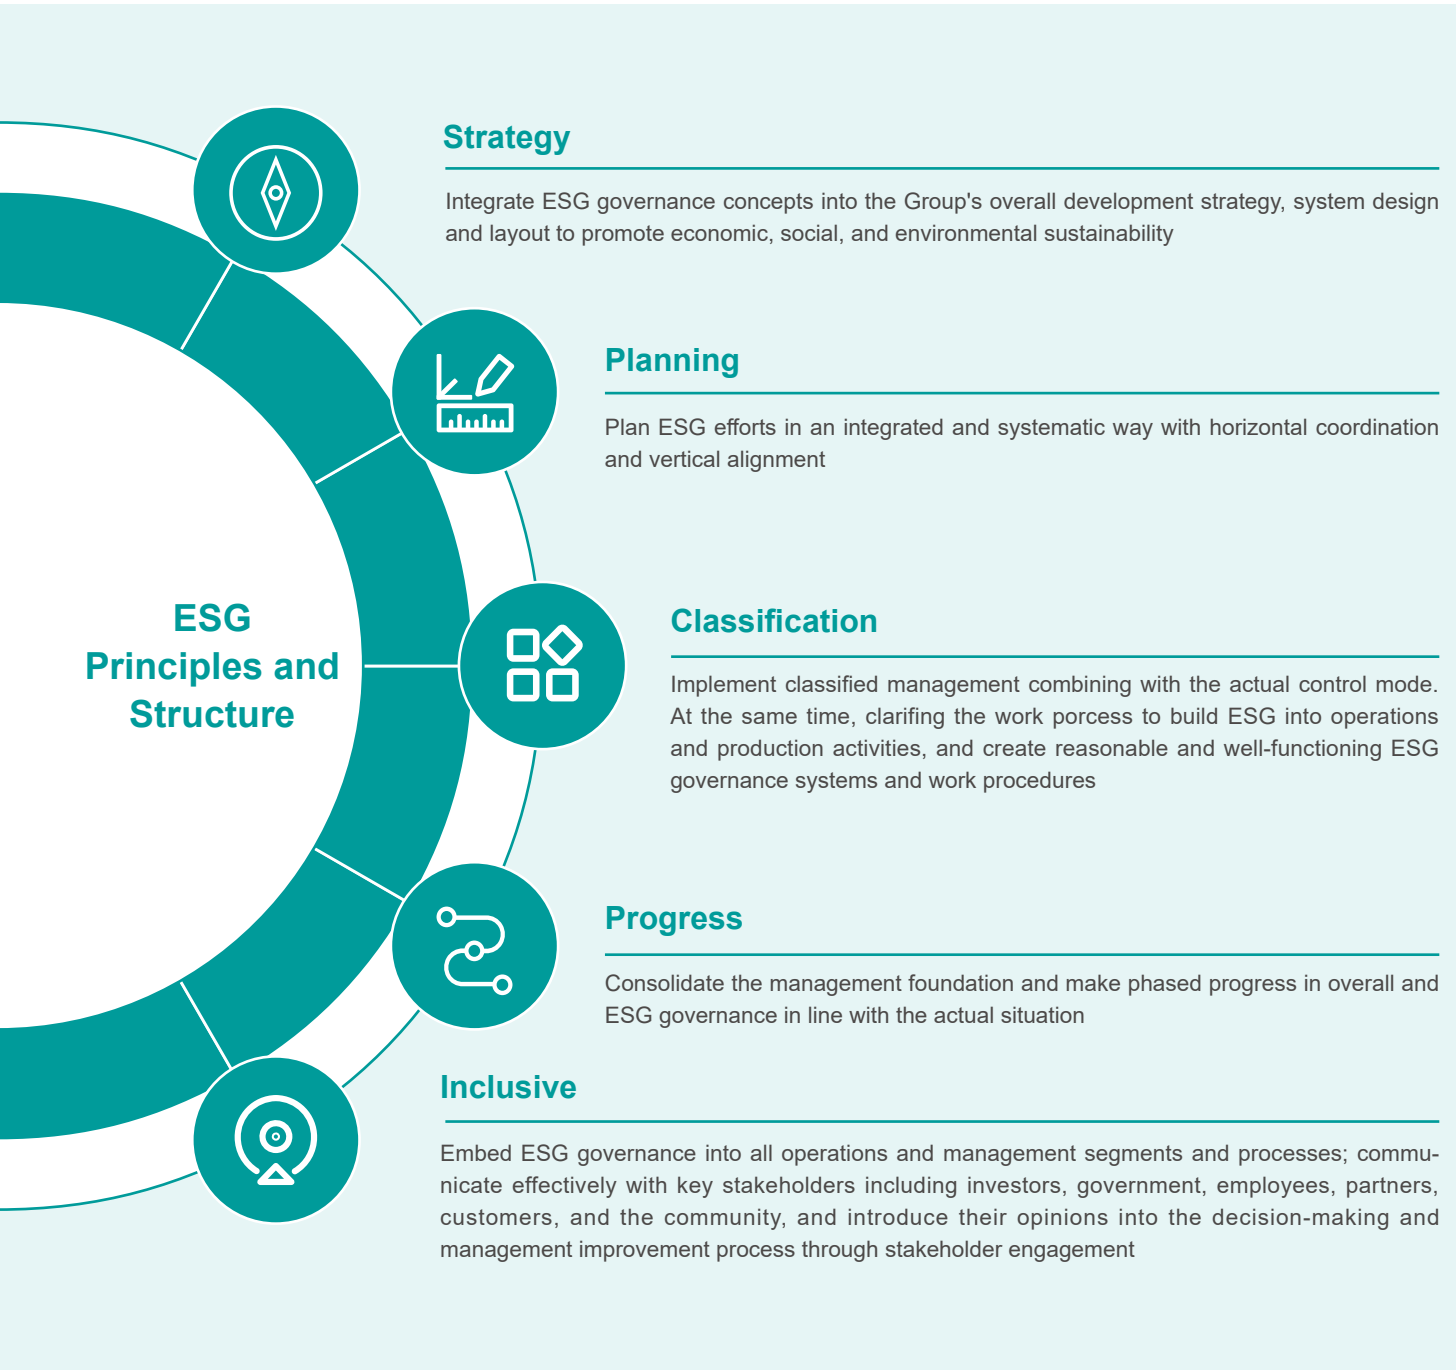 ESG
Principles and
Structure
Strategy
Integrate ESG governance concepts into the Group's overall development strategy, system design
and layout to promote economic, social, and environmental sustainability
Planning
Plan ESG efforts in an integrated and systematic way with horizontal coordination
and vertical alignment
Classification
Implement classified management combining with the actual control mode.
At the same time, clarifing the work porcess to build ESG into operations
and production activities, and create reasonable and well-functioning ESG
governance systems and work procedures
Progress
Consolidate the management foundation and make phased progress in overall and
ESG governance in line with the actual situation
Inclusive
Embed ESG governance into all operations and management segments and processes; commu-
nicate effectively with key stakeholders including investors, government, employees, partners,
customers, and the community, and introduce their opinions into the decision-making and
management improvement process through stakeholder engagement